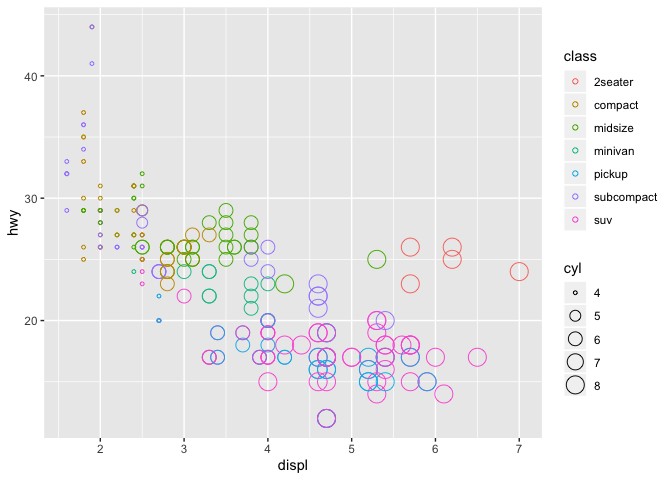 40
30
20
hwy
2
3
4
5
6
7
displ
class
2seater
compact
midsize
minivan
pickup
subcompact
suv
cyl
4
5
6
7
8